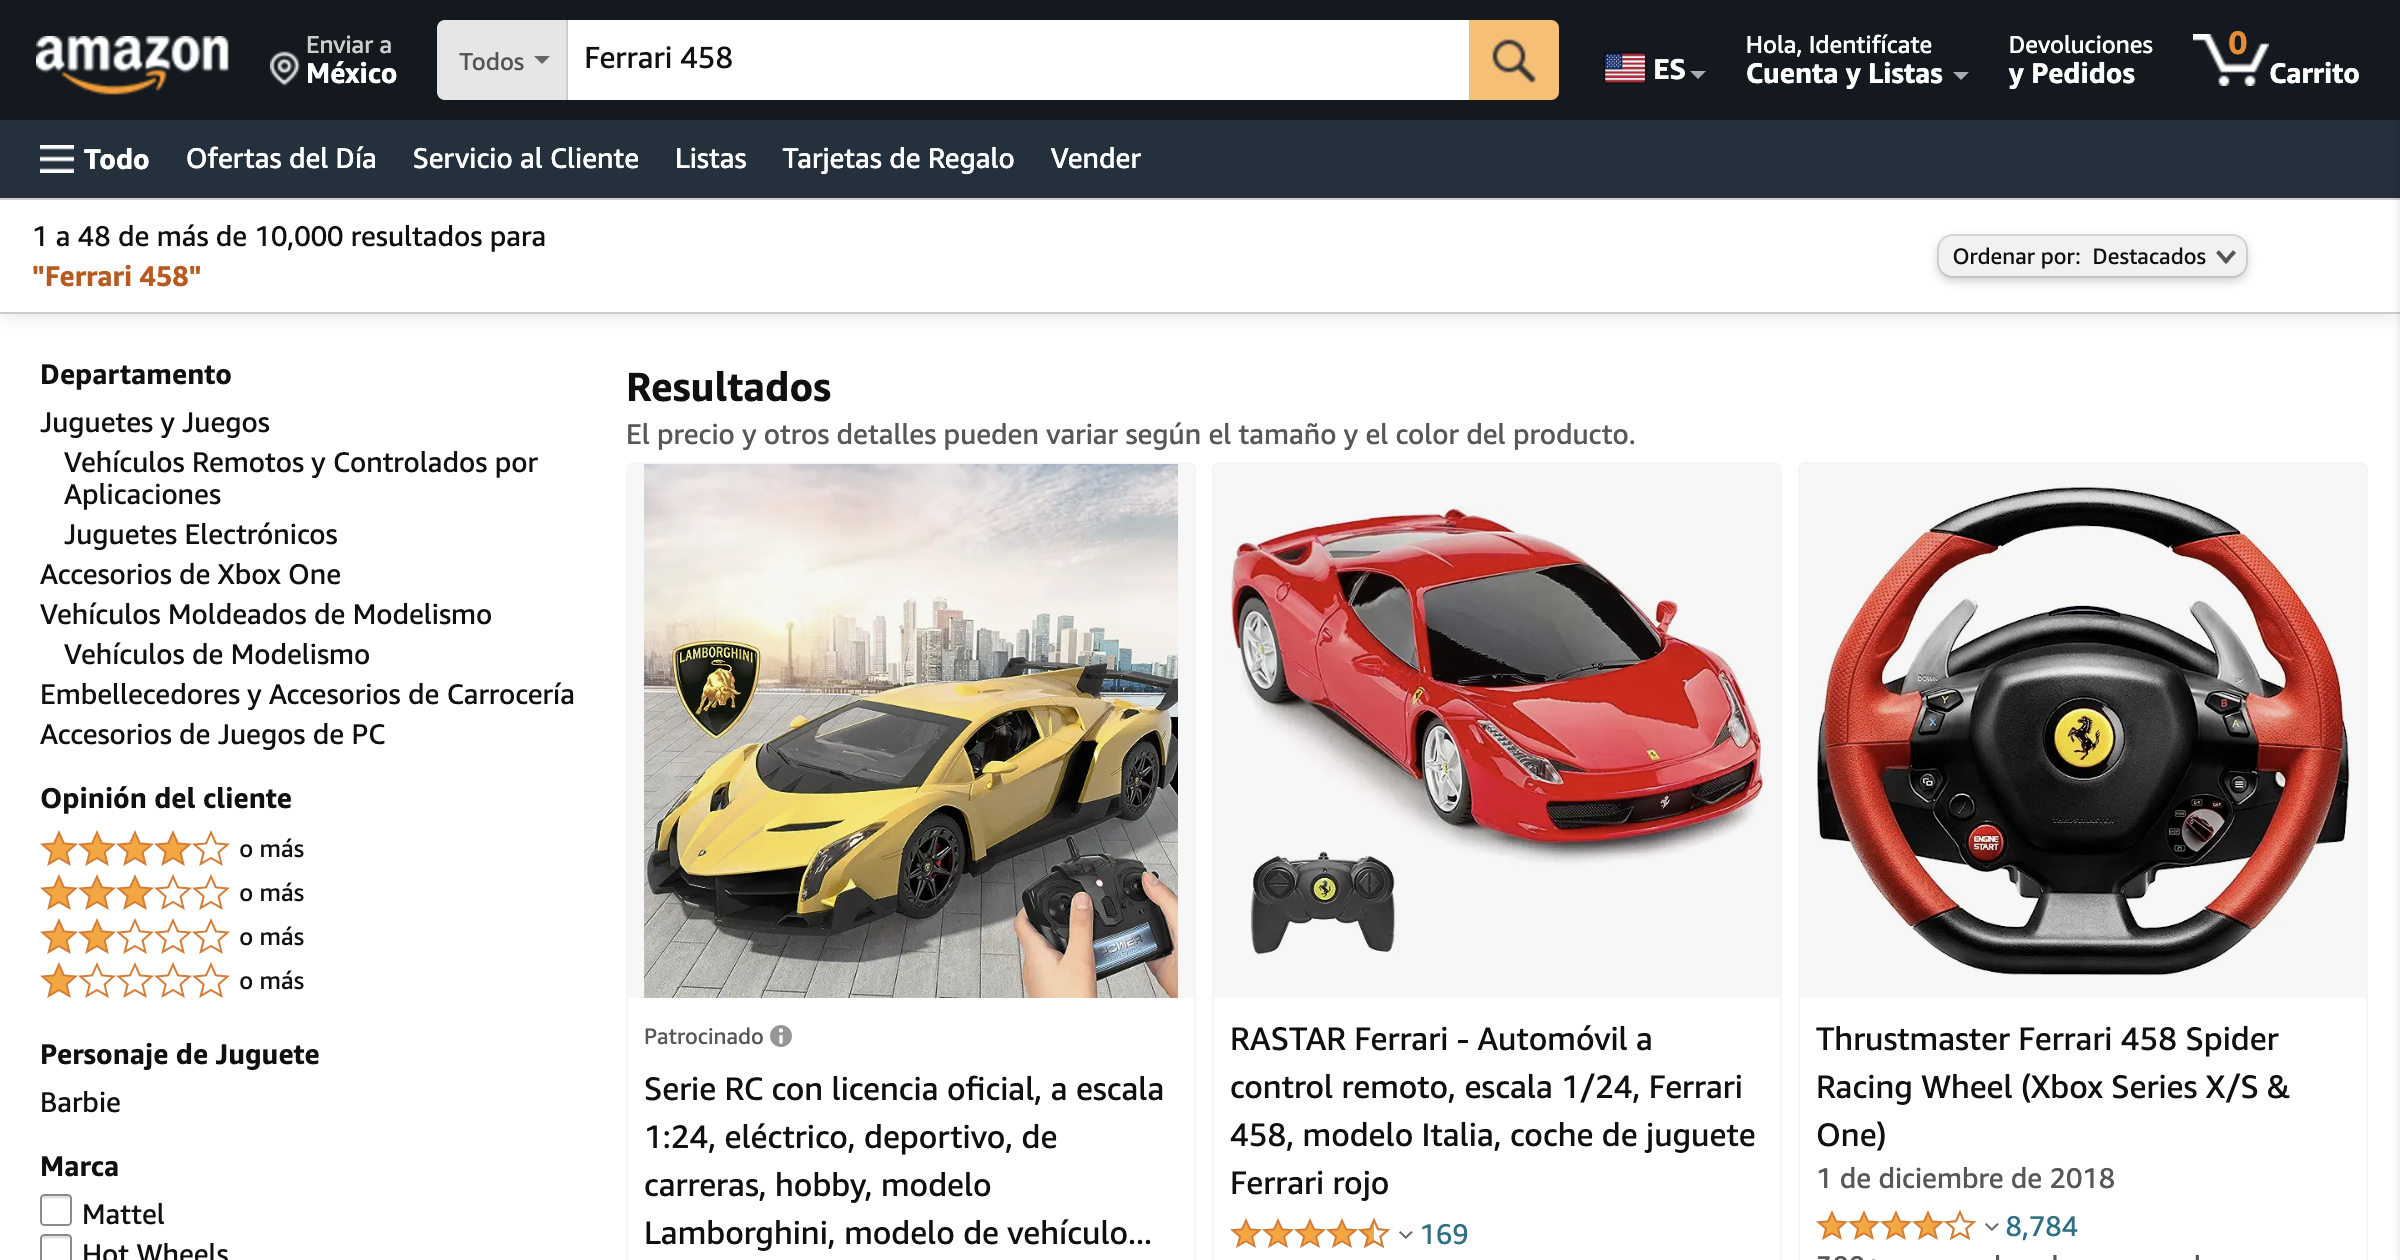 amazon
Enviar a
México
Todos
Ferrari 458
ES
Hola, Identifícate
Cuenta y Listas
Devoluciones
y Pedidos
0
Carrito
Todo
Ofertas del Día
Servicio al Cliente
Listas
Tarjetas de Regalo
Vender
1 a 48 de más de 10,000 resultados para
"Ferrari 458"
Ordenar por: Destacados
Departamento
Juguetes y Juegos
Vehículos Remotos y Controlados por
Aplicaciones
Juguetes Electrónicos
Accesorios de Xbox One
Vehículos Moldeados de Modelismo
Vehículos de Modelismo
Embellecedores y Accesorios de Carrocería
Accesorios de Juegos de PC
Opinión del cliente
o más
o más
o más
o más
Personaje de Juguete
Barbie
Marca
Mattel
Hot Wheels
Resultados
El precio y otros detalles pueden variar según el tamaño y el color del producto.
LAMBORGHINI
Patrocinado
Serie RC con licencia oficial, a escala
1:24, eléctrico, deportivo, de
carreras, hobby, modelo
Lamborghini, modelo de vehículo...
RASTAR Ferrari - Automóvil a
control remoto, escala 1/24, Ferrari
458, modelo Italia, coche de juguete
Ferrari rojo
169
Y
X
B
A
ENGINE
START
THRUSTMASTER
Thrustmaster Ferrari 458 Spider
Racing Wheel (Xbox Series X/S &
One)
1 de diciembre de 2018
8,784